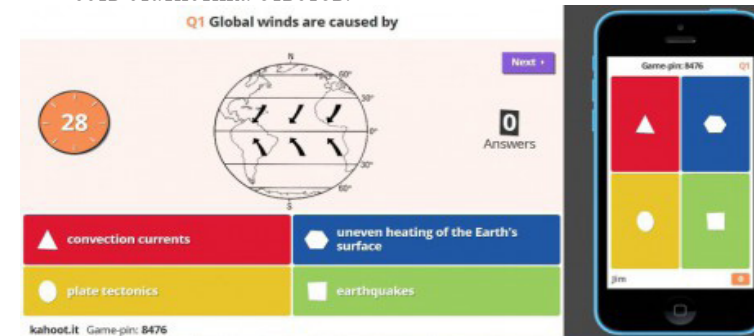 Q1 Global winds are caused by
Next
28
N
60°
30°
0°
30°
60°
S
0
Answers
convection currents
uneven heating of the Earth's
surface
plate tectonics
earthquakes
kahoot.it Game-pin: 8476
Game-pin: 8476 Q1
Jim 0